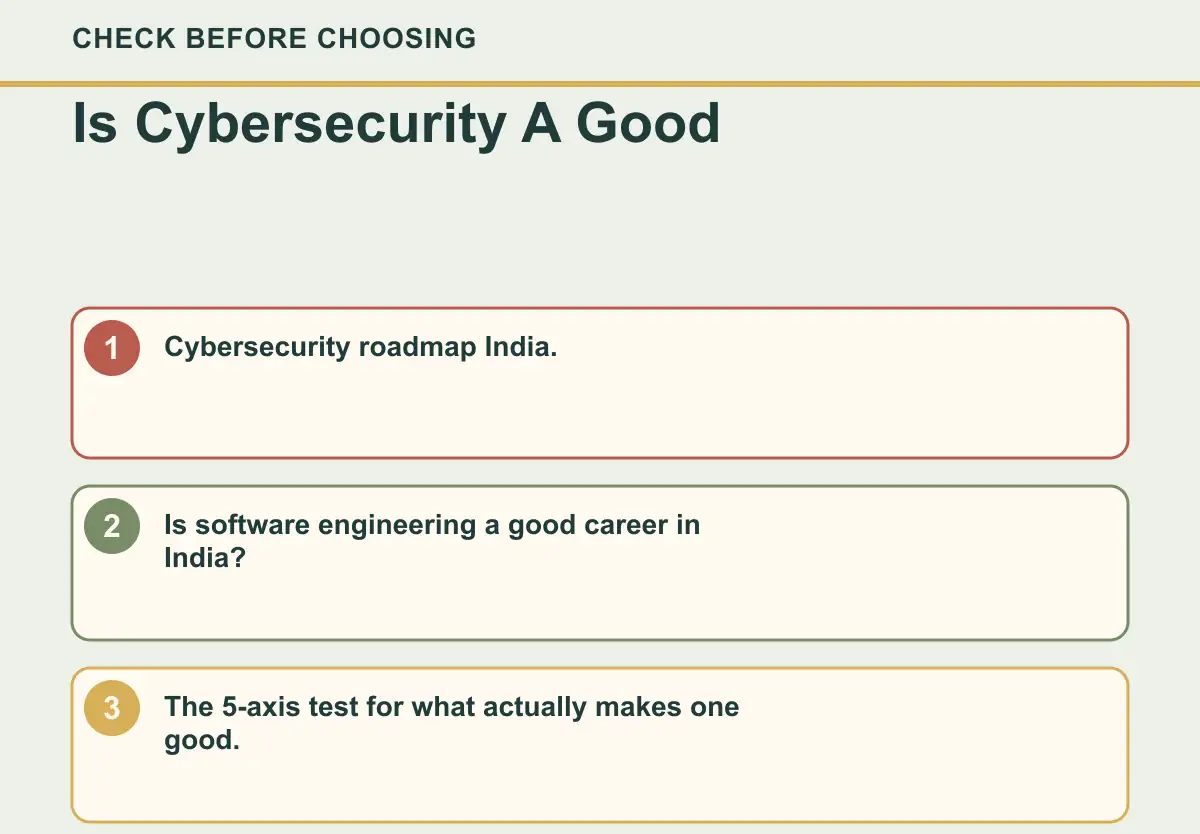 CHECK BEFORE CHOOSING
Is Cybersecurity A Good
1
Cybersecurity roadmap India.
2
Is software engineering a good career in
India?
3
The 5-axis test for what actually makes one
good.